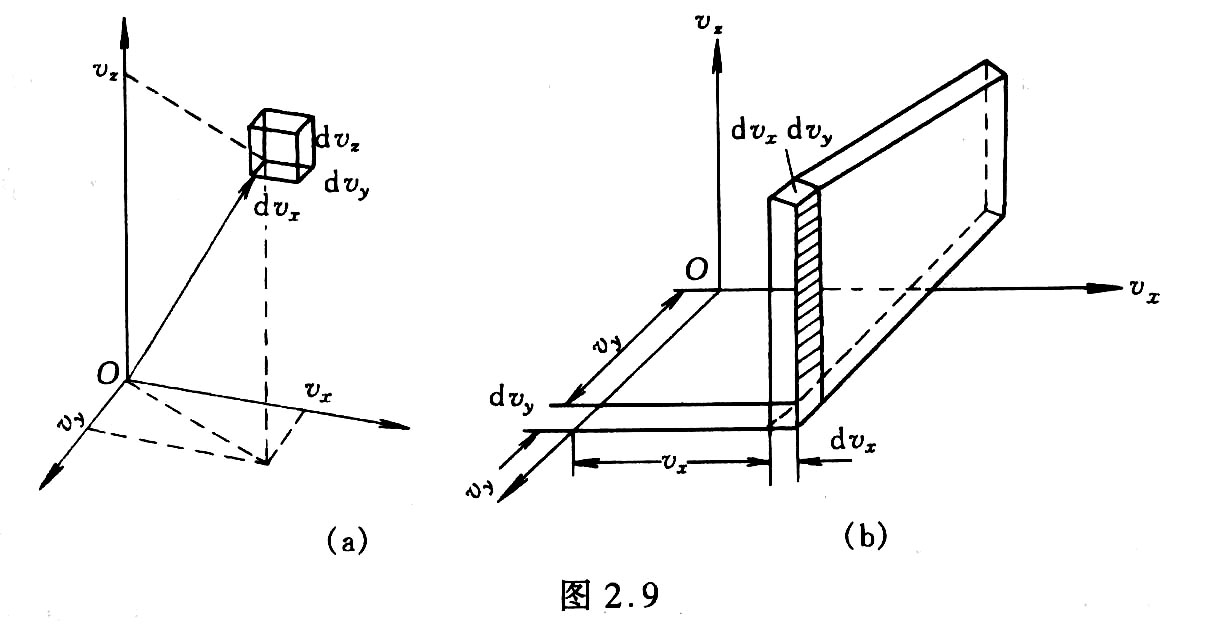 v_z
dv_z
dv_y
dv_x
O
v_x
v_y
(a)
v_z
dv_x dv_y
O
v_x
v_y
dv_y
dv_x
v_x
v_y
(b)
图 2.9